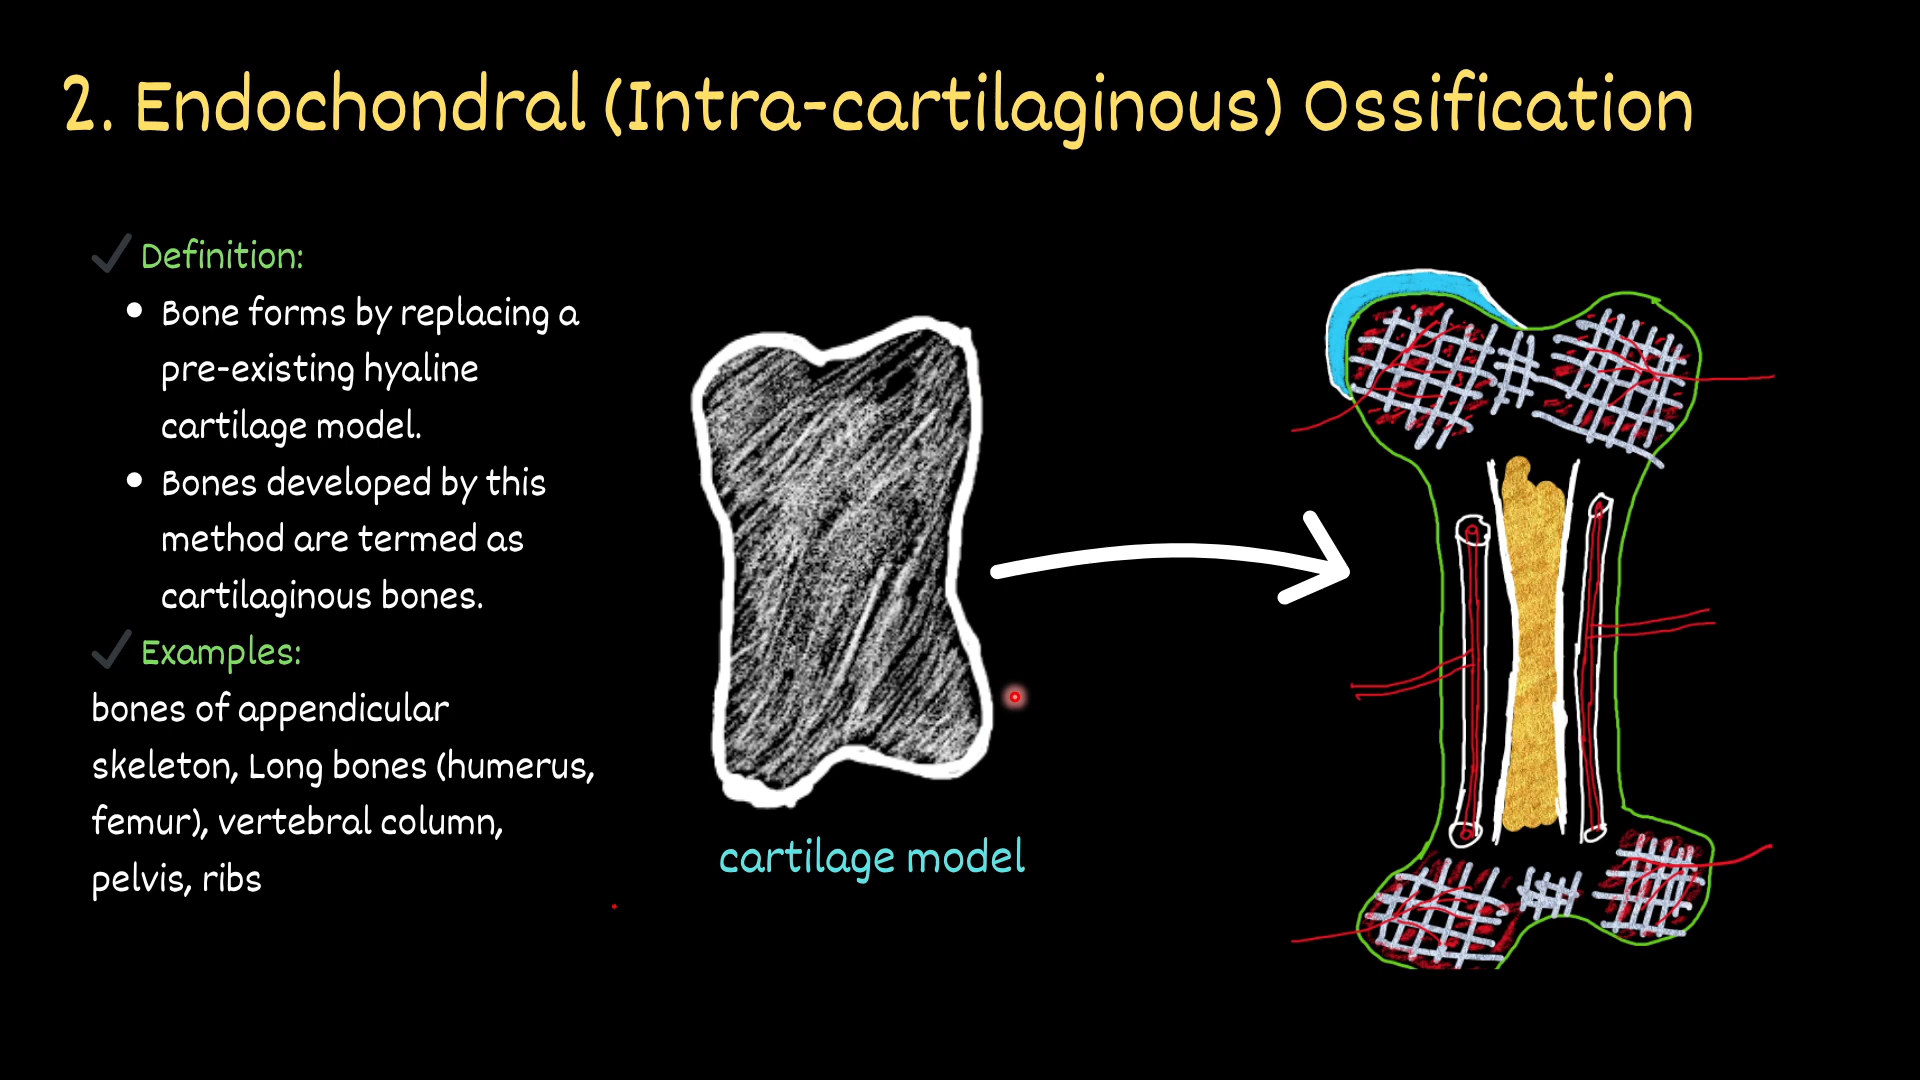 2. Endochondral (Intra-cartilaginous) Ossification
Definition:
Bone forms by replacing a
pre-existing hyaline
cartilage model.
Bones developed by this
method are termed as
cartilaginous bones.
Examples:
bones of appendicular
skeleton, Long bones (humerus,
femur), vertebral column,
pelvis, ribs
cartilage model